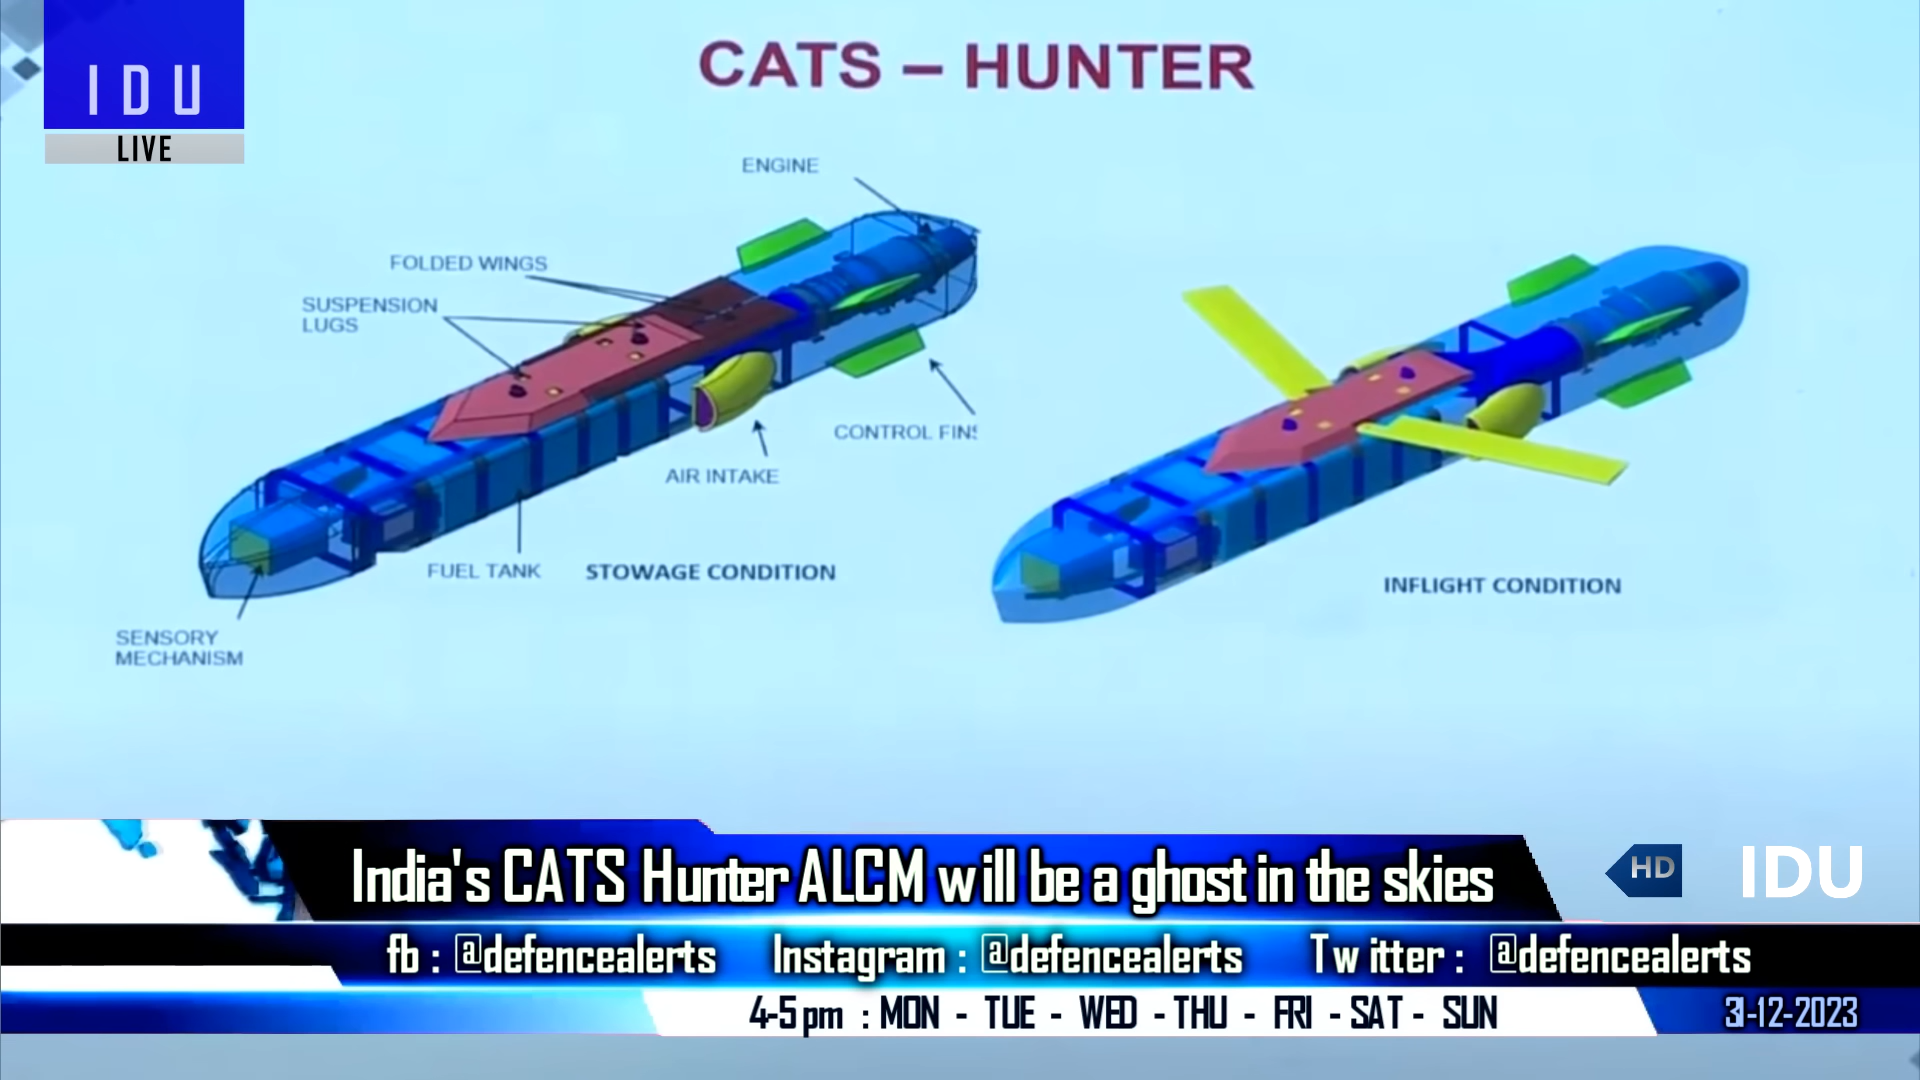 IDU
LIVE
CATS – HUNTER
ENGINE
FOLDED WINGS
SUSPENSION
LUGS
CONTROL FINS
AIR INTAKE
FUEL TANK
STOWAGE CONDITION
INFLIGHT CONDITION
SENSORY
MECHANISM
India's CATS Hunter ALCM will be a ghost in the skies
HD
IDU
fb : @defencealerts Instagram : @defencealerts Twitter : @defencealerts
4-5pm : MON - TUE - WED - THU - FRI - SAT - SUN
31-12-2023